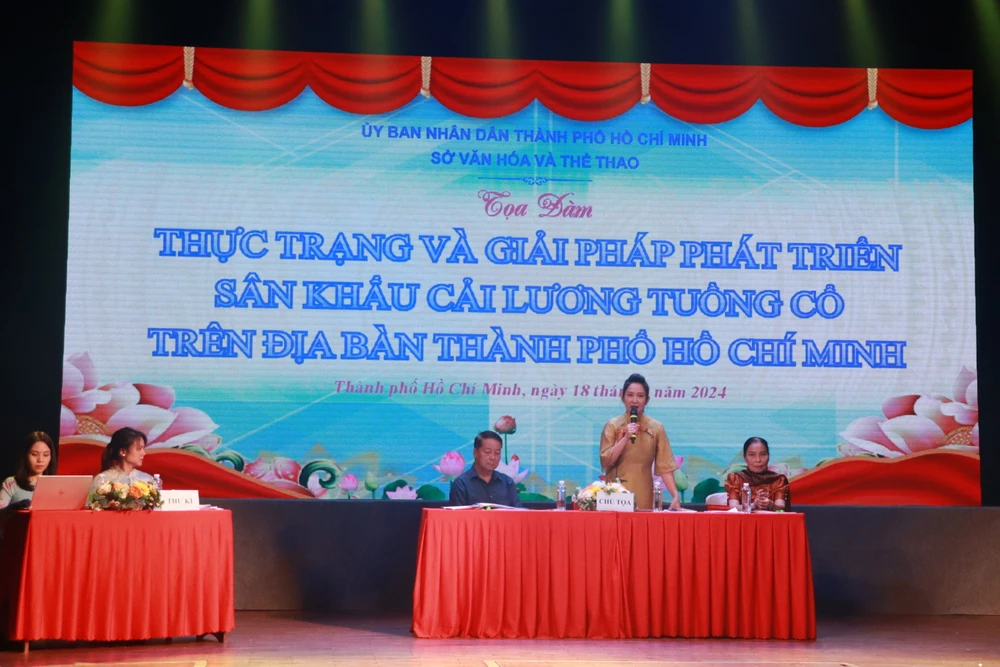 ỦY BAN NHÂN DÂN THÀNH PHỐ HỒ CHÍ MINH
SỞ VĂN HÓA VÀ THỂ THAO
Tọa Đàm
THỰC TRẠNG VÀ GIẢI PHÁP PHÁT TRIỂN
SÂN KHẤU CẢI LƯƠNG TUỒNG CỔ
TRÊN ĐỊA BÀN THÀNH PHỐ HỒ CHÍ MINH
Thành phố Hồ Chí Minh, ngày 18 thán năm 2024
THƯ KÍ
CHỦ TỌA